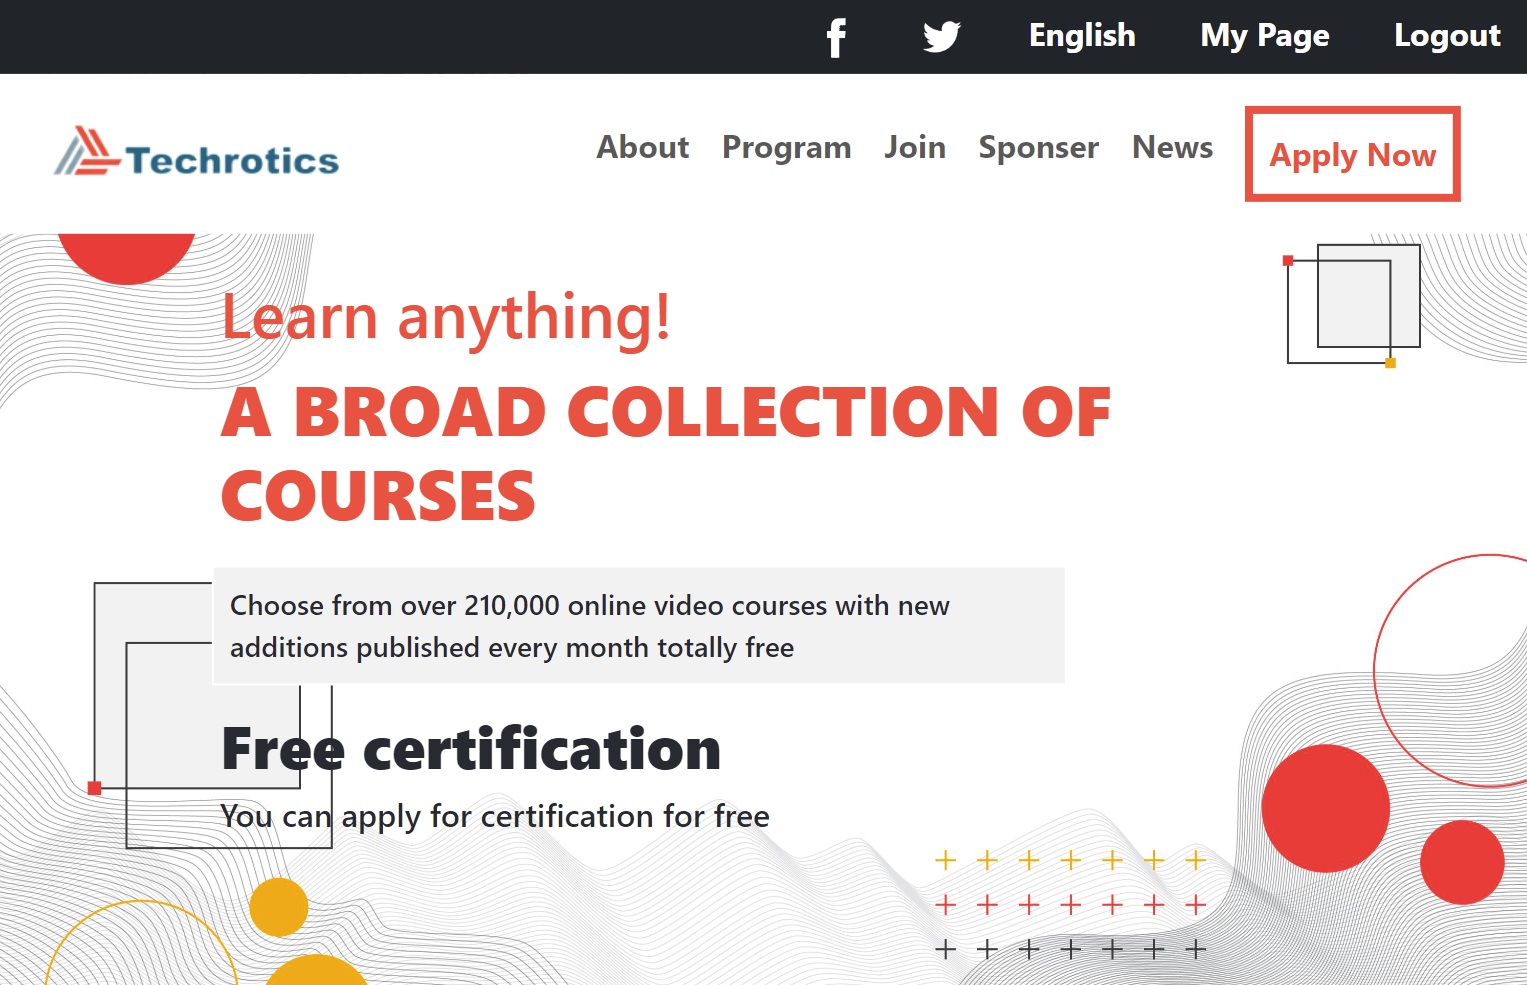 English My Page Logout
Techrotics
About Program Join Sponser News Apply Now
Learn anything!
A BROAD COLLECTION OF
COURSES
Choose from over 210,000 online video courses with new
additions published every month totally free
Free certification
You can apply for certification for free